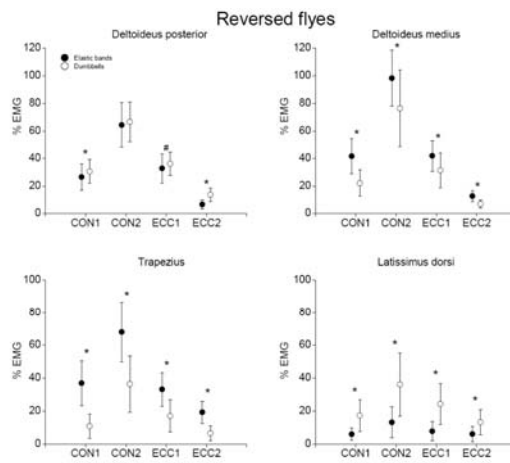 Reversed flyes
Deltoideus posterior
Elastic bands
Dumbbells
% EMG
120
100
80
60
40
20
0
*
#
*
CON1 CON2 ECC1 ECC2
Deltoideus medius
% EMG
120
100
80
60
40
20
0
*
*
*
*
CON1 CON2 ECC1 ECC2
Trapezius
% EMG
100
80
60
40
20
0
*
*
*
*
CON1 CON2 ECC1 ECC2
Latissimus dorsi
% EMG
100
80
60
40
20
0
*
*
*
*
CON1 CON2 ECC1 ECC2